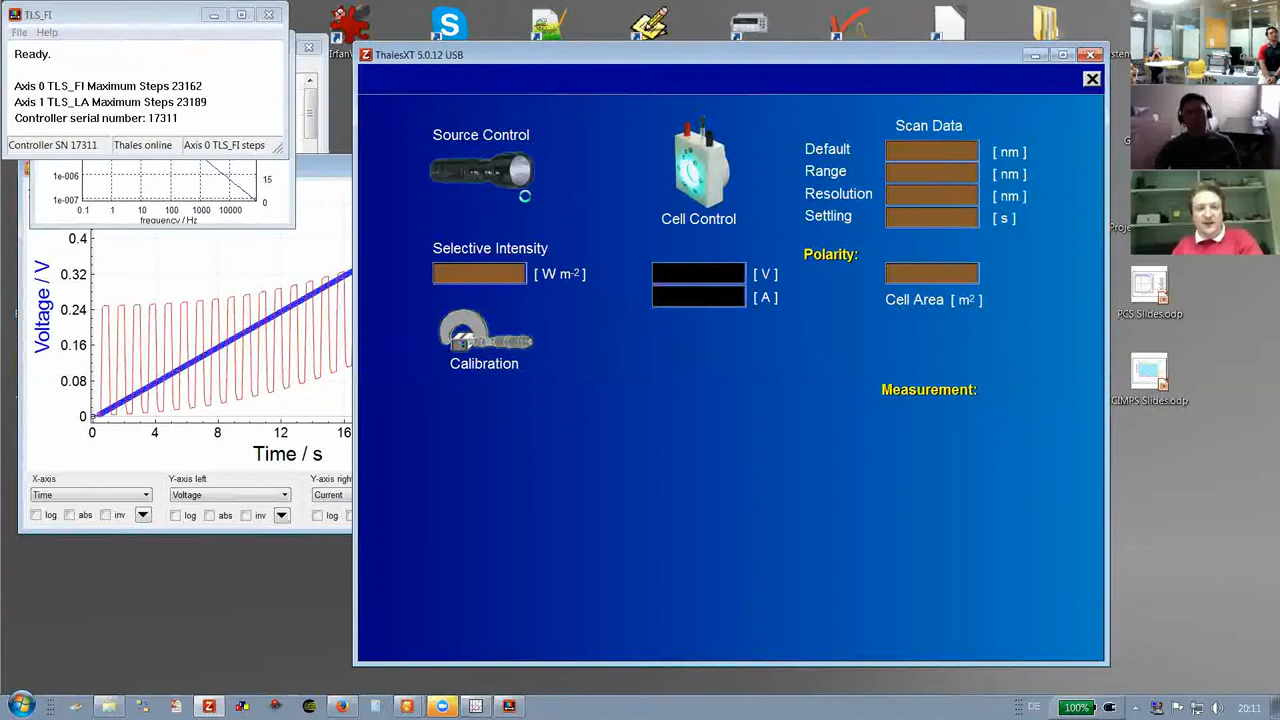 TLS_FI
File Help
Ready.
Axis 0 TLS_FI Maximum Steps 23162
Axis 1 TLS_LA Maximum Steps 23189
Controller serial number: 17311
Controller SN 17311 Thales online Axis 0 TLS_FI steps
1e-006
1e-007
15
0
0.1 1 10 100 1000 10000
frequency / Hz
0.4
0.32
0.24
0.16
0.08
0
Voltage / V
0 4 8 12 16
Time / s
X-axis
Time
log abs inv
Y-axis left
Voltage
log abs inv
Y-axis righ
Current
log
ThalesXT 5.0.12 USB
Source Control
Cell Control
Scan Data
Default [ nm ]
Range [ nm ]
Resolution [ nm ]
Settling [ s ]
Selective Intensity
[ W m-2 ]
[ V ]
[ A ]
Polarity:
Cell Area [ m2 ]
Calibration
Measurement:
PCS Slides.odp
CIMPS Slides.odp
DE
100%
20:11